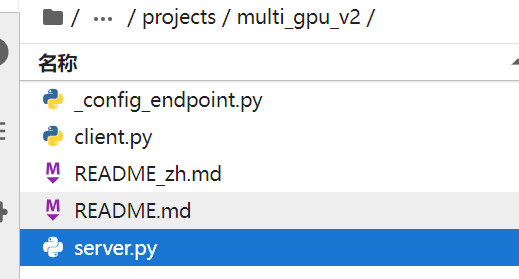 / ··· / projects / multi_gpu_v2 /
名称
_config_endpoint.py
client.py
README_zh.md
README.md
server.py